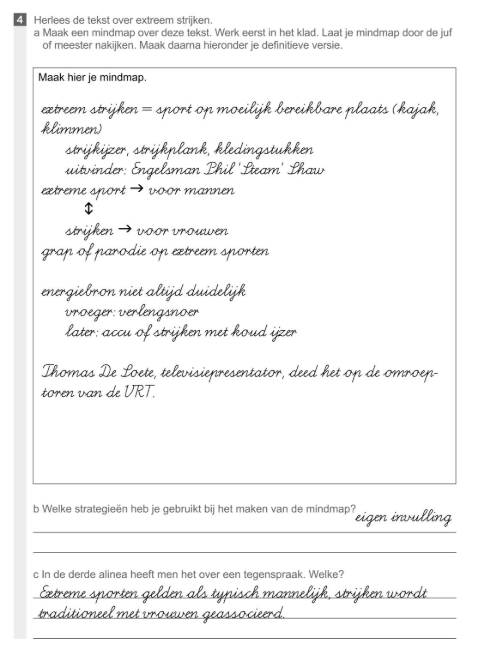 4 Herlees de tekst over extreem strijken.
a Maak een mindmap over deze tekst. Werk eerst in het klad. Laat je mindmap door de juf
of meester nakijken. Maak daarna hieronder je definitieve versie.
Maak hier je mindmap.
extreem strijken = sport op moeilijk bereikbare plaats (kajak,
klimmen)
strijkijzer, strijkplank, kledingstukken
uitvinder: Engelsman Phil ‘Steam’ Shaw
extreme sport → voor mannen
↕
strijken → voor vrouwen
grap of parodie op extreem sporten
energiebron niet altijd duidelijk
vroeger: verlengsnoer
later: accu of strijken met koud ijzer
Thomas De Soete, televisiepresentator, deed het op de omroep-
toren van de VRT.
b Welke strategieën heb je gebruikt bij het maken van de mindmap? eigen invulling
c In de derde alinea heeft men het over een tegenspraak. Welke?
Extreme sporten gelden als typisch mannelijk, strijken wordt
traditioneel met vrouwen geassocieerd.